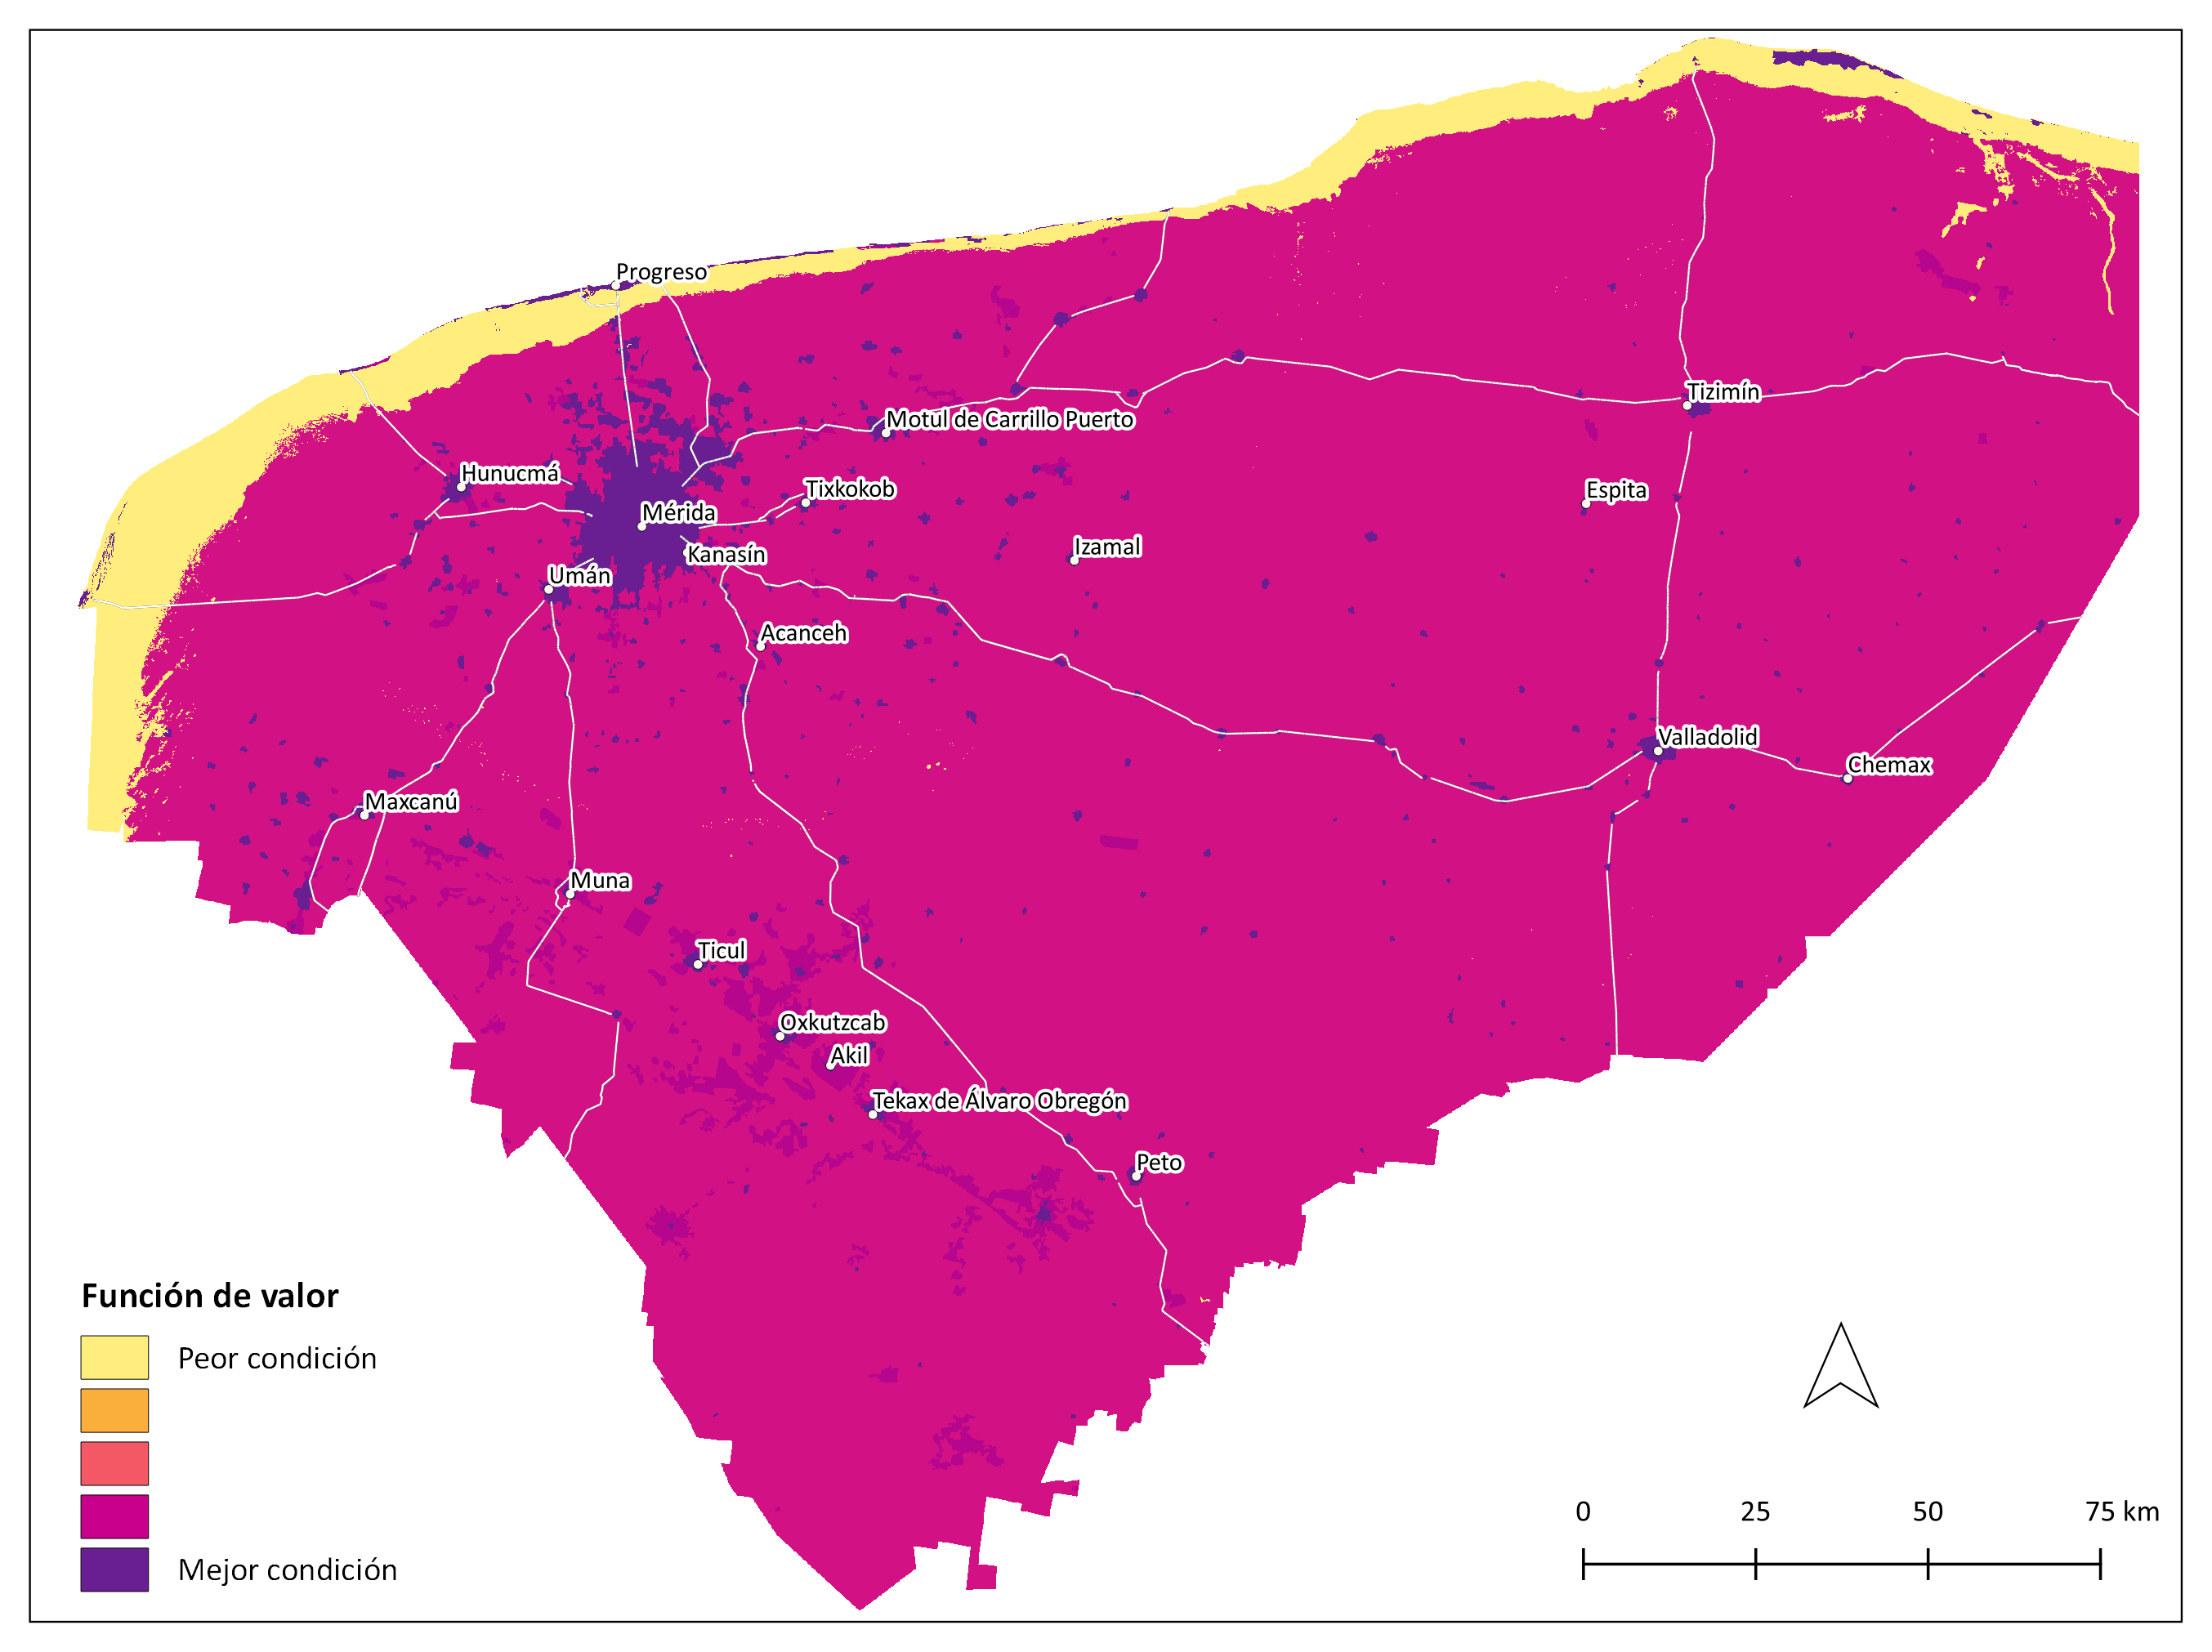 Progreso
Tizimín
Motul de Carrillo Puerto
Hunucmá
Tixkokob
Espita
Mérida
Kanasín
Izamal
Umán
Acanceh
Valladolid
Chemax
Maxcanú
Muna
Ticul
Oxkutzcab
Akil
Tekax de Álvaro Obregón
Peto
Función de valor
Peor condición
Mejor condición
0 25 50 75 km